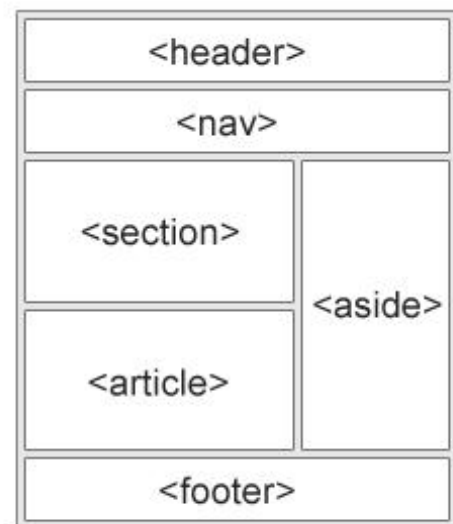 <header>
<nav>
<section>
<aside>
<article>
<footer>